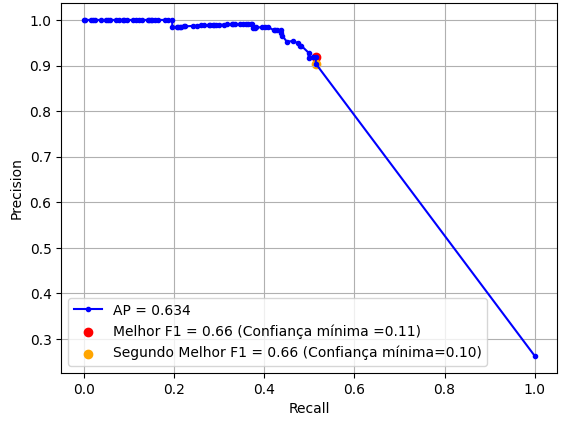 1.0
0.9
0.8
0.7
0.6
0.5
0.4
0.3
Precision
AP = 0.634
Melhor F1 = 0.66 (Confiança mínima =0.11)
Segundo Melhor F1 = 0.66 (Confiança mínima=0.10)
0.0 0.2 0.4 0.6 0.8 1.0
Recall